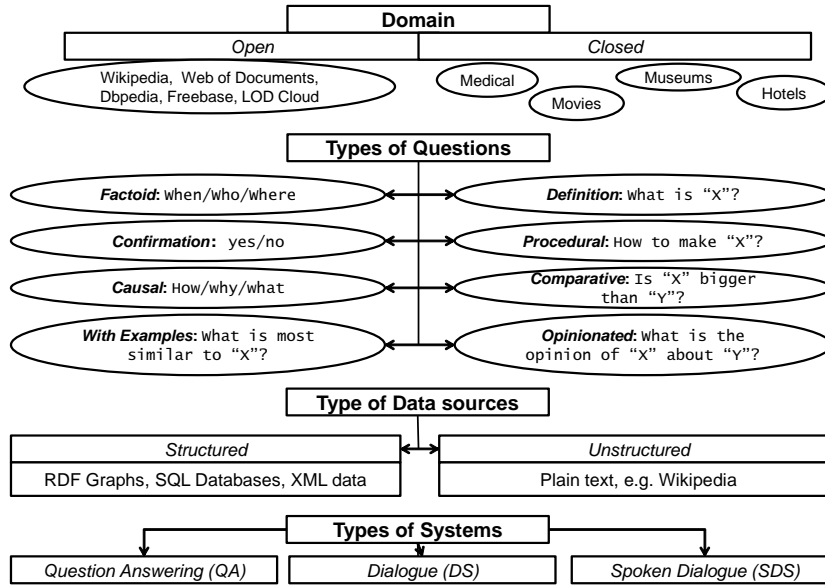 Domain
Open
Closed
Wikipedia, Web of Documents,
Dbpedia, Freebase, LOD Cloud
Medical
Movies
Museums
Hotels
Types of Questions
Factoid: When/Who/Where
Definition: What is “X”?
Confirmation: yes/no
Procedural: How to make “X”?
Causal: How/why/what
Comparative: Is “X” bigger
than “Y”?
With Examples: What is most
similar to “X”?
Opinionated: What is the
opinion of “X” about “Y”?
Type of Data sources
Structured
Unstructured
RDF Graphs, SQL Databases, XML data
Plain text, e.g. Wikipedia
Types of Systems
Question Answering (QA)
Dialogue (DS)
Spoken Dialogue (SDS)